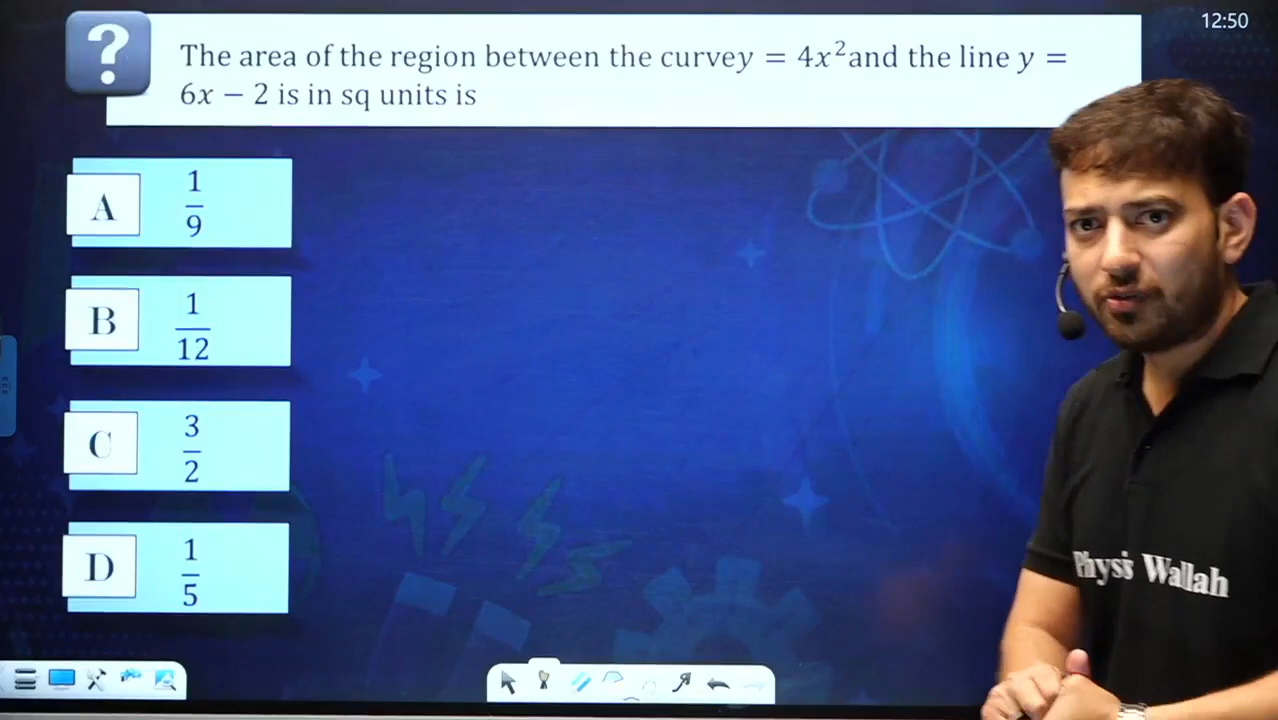 12:50
?
The area of the region between the curvey = 4x²and the line y =
6x − 2 is in sq units is
A 1/9
B 1/12
C 3/2
D 1/5
Physis Wallah